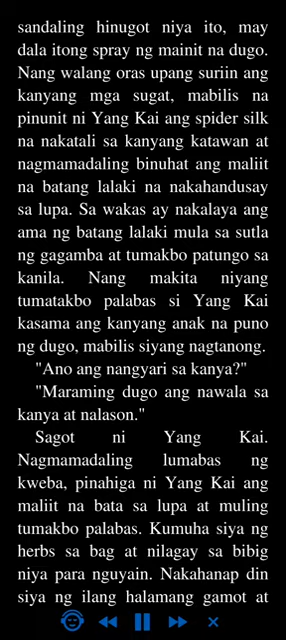 sandaling hinugot niya ito, may
dala itong spray ng mainit na dugo.
Nang walang oras upang suriin ang
kanyang mga sugat, mabilis na
pinunit ni Yang Kai ang spider silk
na nakatali sa kanyang katawan at
nagmamadaling binuhat ang maliit
na batang lalaki na nakahandusay
sa lupa. Sa wakas ay nakalaya ang
ama ng batang lalaki mula sa sutla
ng gagamba at tumakbo patungo sa
kanila. Nang makita niyang
tumatakbo palabas si Yang Kai
kasama ang kanyang anak na puno
ng dugo, mabilis siyang nagtanong.
"Ano ang nangyari sa kanya?"
"Maraming dugo ang nawala sa
kanya at nalason."
Sagot ni Yang Kai.
Nagmamadaling lumabas ng
kweba, pinahiga ni Yang Kai ang
maliit na bata sa lupa at muling
tumakbo palabas. Kumuha siya ng
herbs sa bag at nilagay sa bibig
niya para nguyain. Nakahanap din
siya ng ilang halamang gamot at